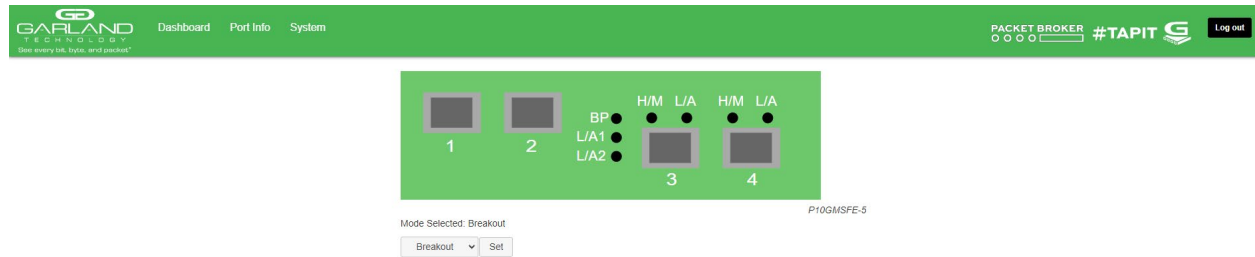 GARLAND
TECHNOLOGY
See every bit, byte, and packet®
Dashboard Port Info System
PACKET BROKER
#TAPIT
Log out
H/M L/A H/M L/A
BP
L/A1
L/A2
1 2
3 4
P10GMSFE-5
Mode Selected: Breakout
Breakout Set